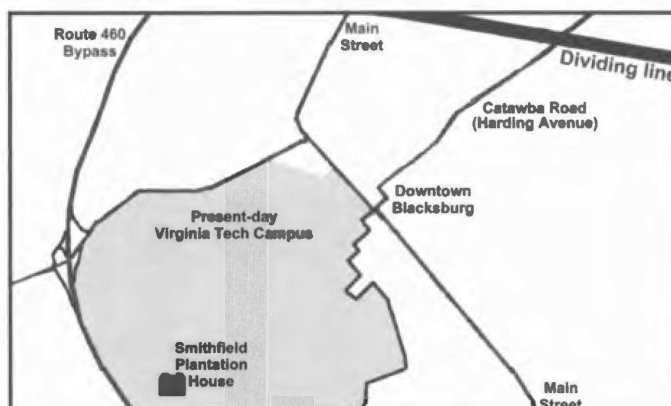 Route 460
Bypass
Main
Street
Dividing line
Catawba Road
(Harding Avenue)
Downtown
Blacksburg
Present-day
Virginia Tech Campus
Smithfield
Plantation
House
Main
Street